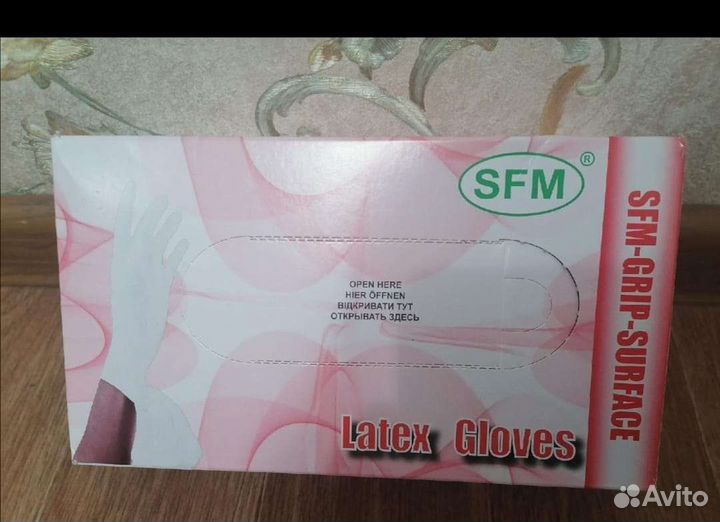 SFM®
SFM-GRIP-SURFACE
OPEN HERE
HIER ÖFFNEN
ВІДКРИВАТИ ТУТ
ОТКРЫВАТЬ ЗДЕСЬ
Latex Gloves
Avito